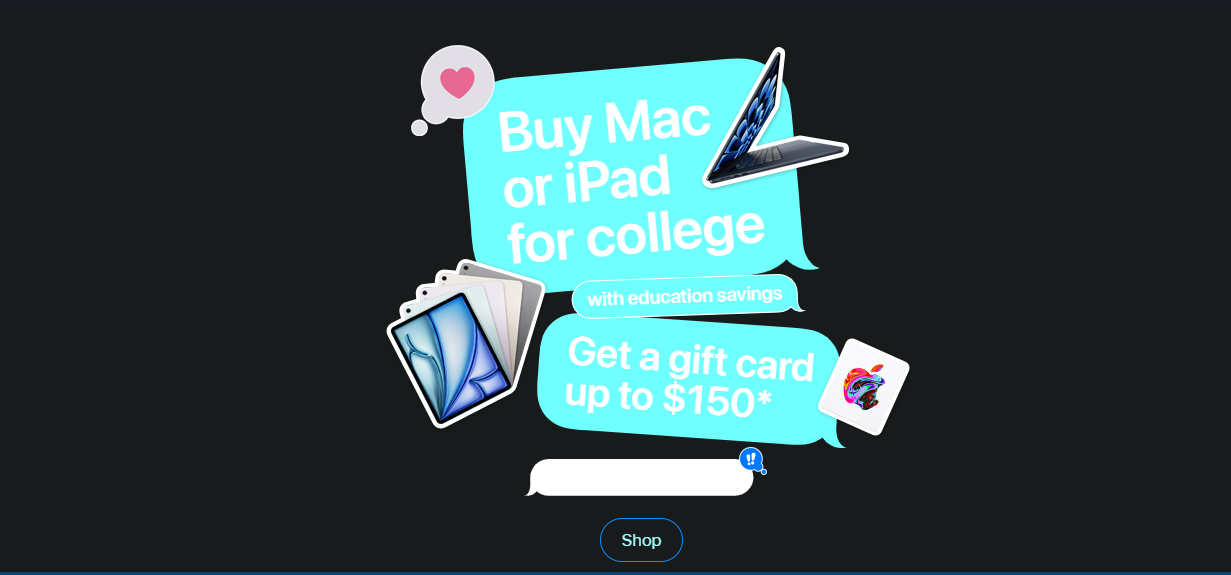 Buy Mac
or iPad
for college
with education savings
Get a gift card
up to $150*
!!
Shop